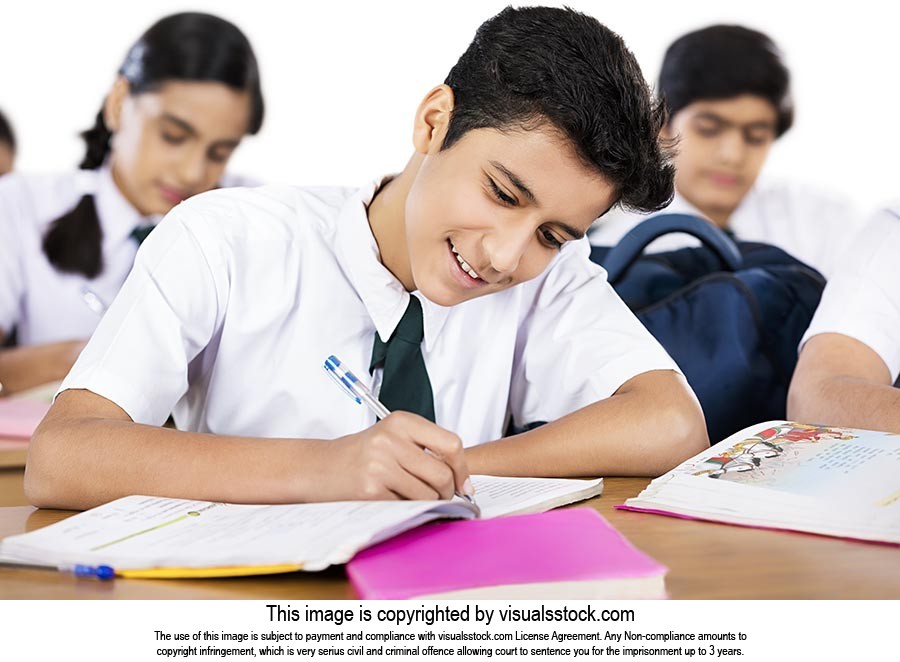 This image is copyrighted by visualsstock.com
The use of this image is subject to payment and compliance with visualsstock.com License Agreement. Any Non-compliance amounts to
copyright infringement, which is very serius civil and criminal offence allowing court to sentence you for the imprisonment up to 3 years.